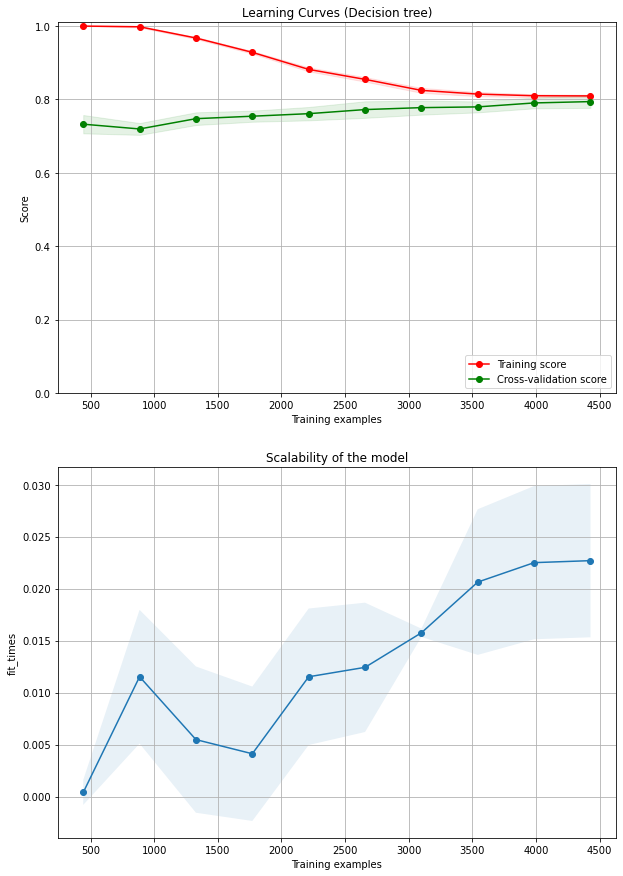 Learning Curves (Decision tree)
1.0
0.8
0.6
0.4
0.2
0.0
Score
500 1000 1500 2000 2500 3000 3500 4000 4500
Training examples
Training score
Cross-validation score
Scalability of the model
0.030
0.025
0.020
0.015
0.010
0.005
0.000
fit_times
500 1000 1500 2000 2500 3000 3500 4000 4500
Training examples